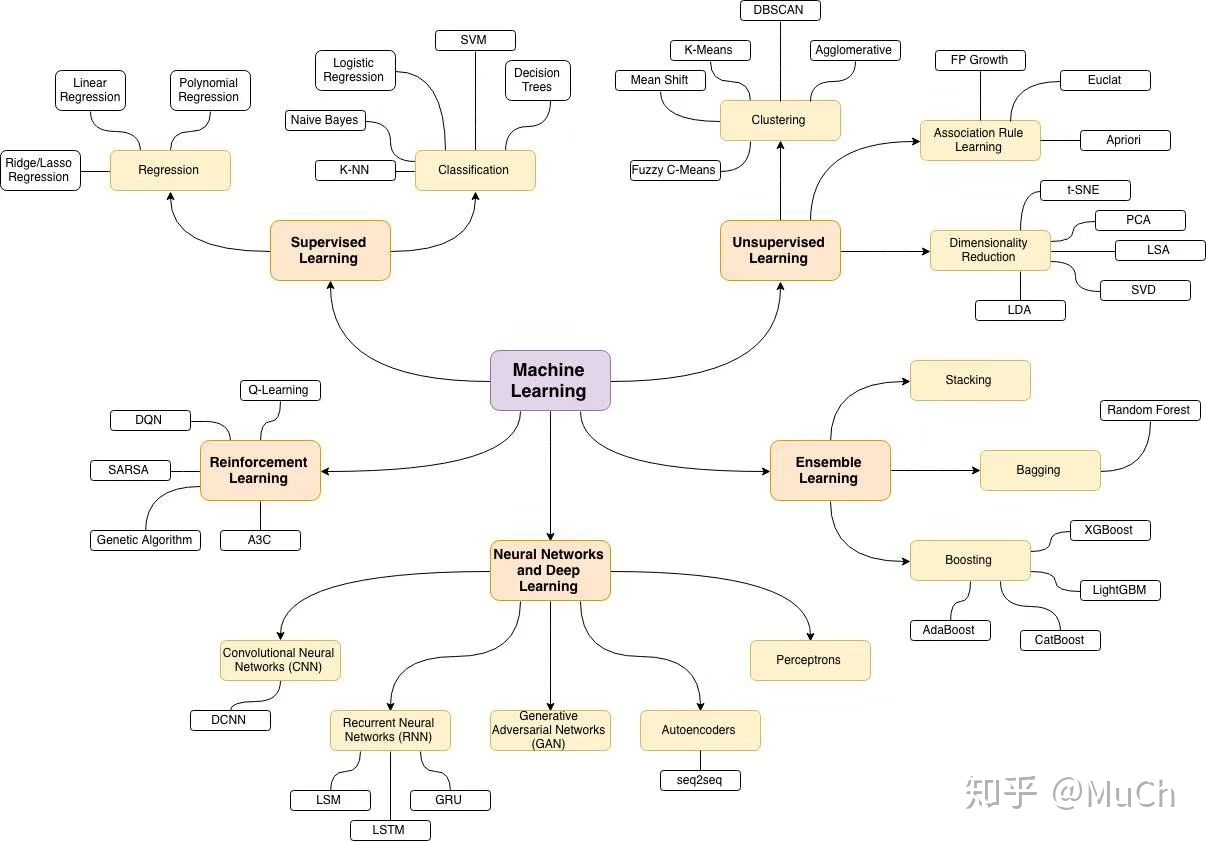 DBSCAN
SVM
K-Means
Agglomerative
Logistic
Regression
FP Growth
Linear
Regression
Polynomial
Regression
Decision
Trees
Mean Shift
Euclat
Naive Bayes
Clustering
Association Rule
Learning
Apriori
Ridge/Lasso
Regression
Regression
K-NN
Classification
Fuzzy C-Means
t-SNE
PCA
Supervised
Learning
Unsupervised
Learning
Dimensionality
Reduction
LSA
SVD
LDA
Machine
Learning
Stacking
Q-Learning
DQN
Random Forest
Reinforcement
Learning
SARSA
Ensemble
Learning
Bagging
Genetic Algorithm
A3C
XGBoost
Neural Networks
and Deep
Learning
Boosting
LightGBM
AdaBoost
CatBoost
Convolutional Neural
Networks (CNN)
Perceptrons
DCNN
Recurrent Neural
Networks (RNN)
Generative
Adversarial Networks
(GAN)
Autoencoders
seq2seq
LSM
GRU
LSTM
知乎 @MuCh